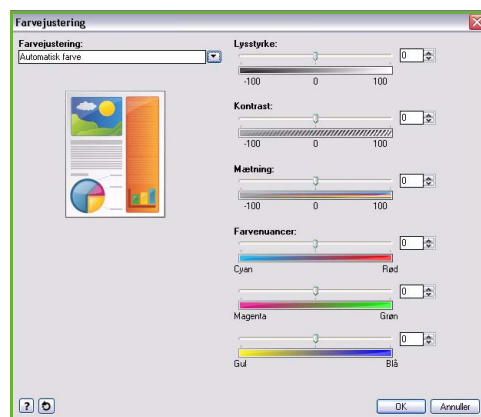 Farvejustering
Farvejustering:
Automatisk farve
Lysstyrke:
0
-100 0 100
Kontrast:
0
-100 0 100
Mætning:
0
-100 0 100
Farvenuancer:
0
Cyan Rød
0
Magenta Grøn
0
Gul Blå
?
OK Annuller